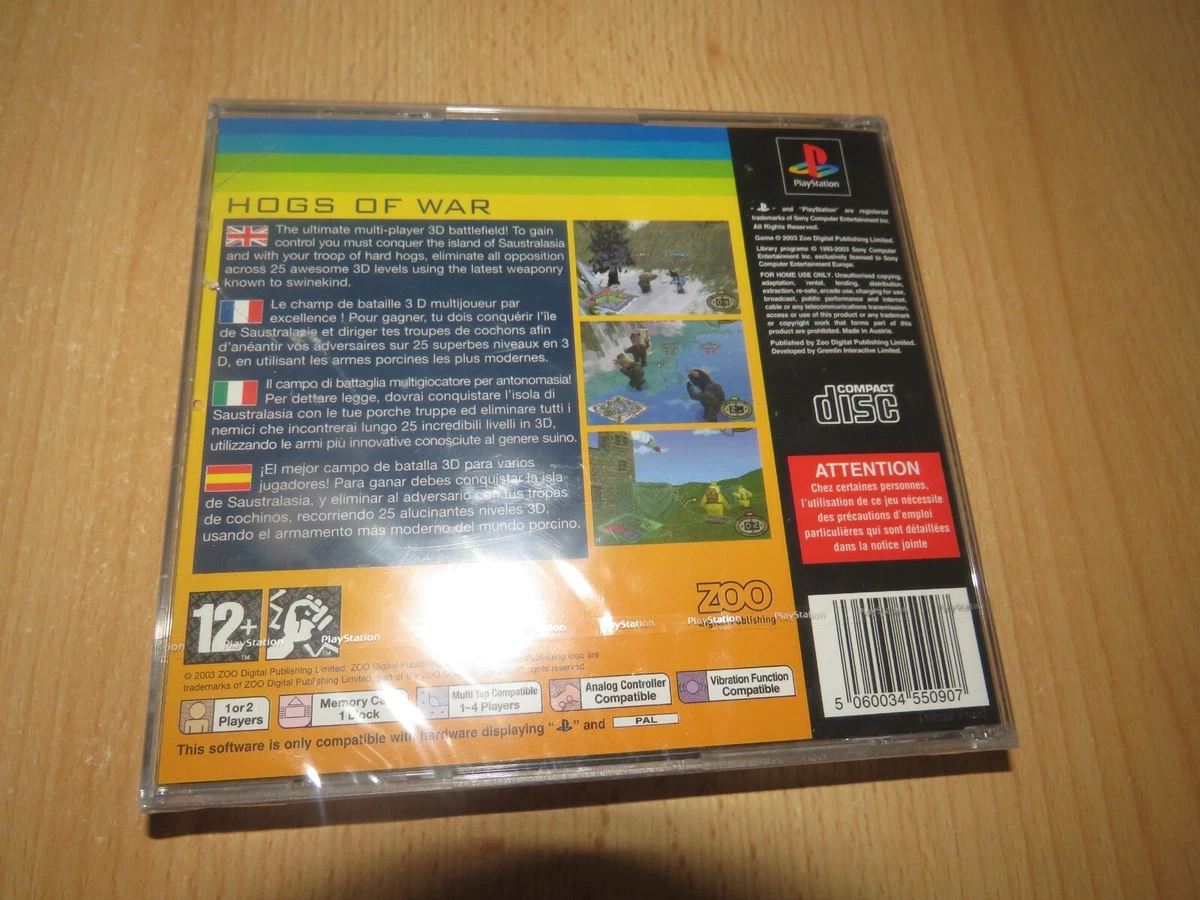 HOGS OF WAR
The ultimate multi-player 3D battlefield! To gain
control you must conquer the island of Saustralasia
and with your troop of hard hogs, eliminate all opposition
across 25 awesome 3D levels using the latest weaponry
known to swinekind.
Le champ de bataille 3 D multijoueur par
excellence ! Pour gagner, tu dois conquérir l'île
de Saustralasie et diriger tes troupes de cochons afin
d'anéantir vos adversaires sur 25 superbes niveaux en 3
D, en utilisant les armes porcines les plus modernes.
Il campo di battaglia multigiocatore per antonomasia!
Per dettare legge, dovrai conquistare l'isola di
Saustralasia con le tue porche truppe ed eliminare tutti i
nemici che incontrerai lungo 25 incredibili livelli in 3D,
utilizzando le armi più innovative conosciute al genere suino.
¡El mejor campo de batalla 3D para varios
jugadores! Para ganar debes conquistar la isla
de Saustralasia, y eliminar al adversario con tus tropas
de cochinos, recorriendo 25 alucinantes niveles 3D,
usando el armamento más moderno del mundo porcino.
12+
ZOO
Digital Publishing
PlayStation
PlayStation
PlayStation
PlayStation
PlayStation
© 2003 ZOO Digital Publishing Limited. ZOO Digital Publishing logo are
trademarks of ZOO Digital Publishing Limited, part of the ZOO All rights reserved.
1 or 2
Players
Memory Card
1 Block
Multi Tap Compatible
1-4 Players
Analog Controller
Compatible
Vibration Function
Compatible
This software is only compatible with hardware displaying " " and PAL
PlayStation
" " and "PlayStation" are registered
trademarks of Sony Computer Entertainment Inc.
All Rights Reserved.
Game © 2003 Zoo Digital Publishing Limited.
Library programs © 1993-2003 Sony Computer
Entertainment Inc. exclusively licensed to Sony
Computer Entertainment Europe.
FOR HOME USE ONLY. Unauthorised copying,
adaptation, rental, lending, distribution,
extraction, re-sale, arcade use, charging for use,
broadcast, public performance and internet,
cable or any telecommunications transmission,
access or use of this product or any trademark
or copyright work that forms part of this
product are prohibited. Made in Austria.
Published by Zoo Digital Publishing Limited.
Developed by Gremlin Interactive Limited.
COMPACT
disc
ATTENTION
Chez certaines personnes,
l'utilisation de ce jeu nécessite
des précautions d'emploi
particulières qui sont détaillées
dans la notice jointe
5 060034 550907